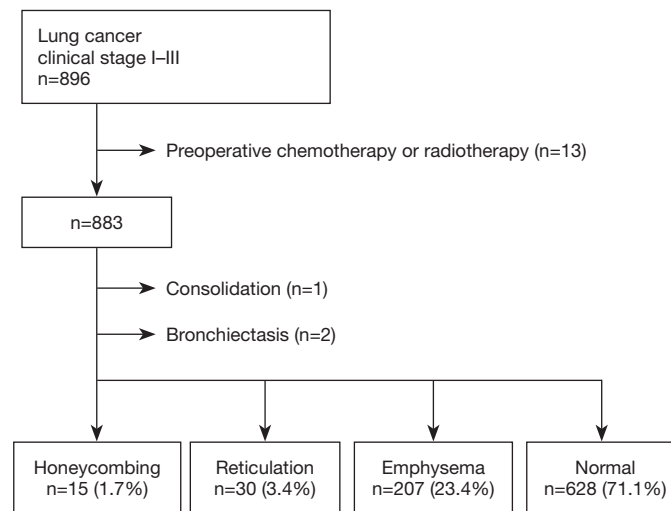 Lung cancer
clinical stage I–III
n=896
Preoperative chemotherapy or radiotherapy (n=13)
n=883
Consolidation (n=1)
Bronchiectasis (n=2)
Honeycombing
n=15 (1.7%)
Reticulation
n=30 (3.4%)
Emphysema
n=207 (23.4%)
Normal
n=628 (71.1%)